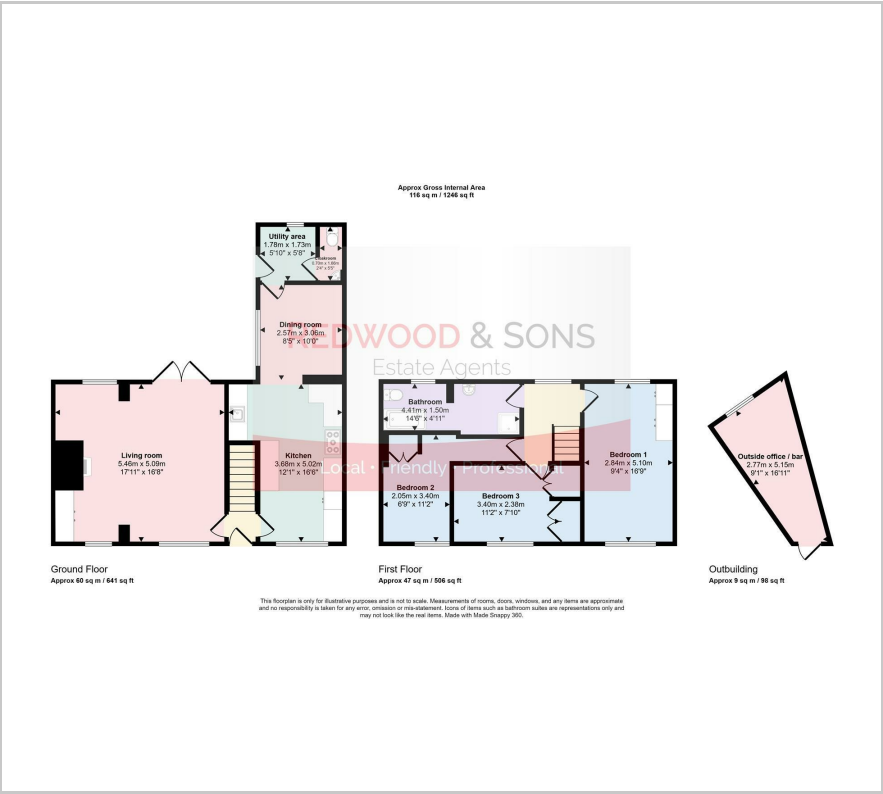 Approx Gross Internal Area
116 sq m / 1246 sq ft
Utility area
1.78m x 1.73m
5'10" x 5'8"
Dining room
2.57m x 3.06m
8'5" x 10'0"
REDWOOD & SONS
Estate Agents
Local • Friendly • Professional
Living room
5.46m x 5.09m
17'11" x 16'8"
Kitchen
3.68m x 5.02m
12'1" x 16'6"
Bathroom
4.41m x 1.50m
14'6" x 4'11"
Bedroom 2
2.05m x 3.40m
6'9" x 11'2"
Bedroom 3
3.40m x 2.38m
11'2" x 7'10"
Bedroom 1
2.84m x 5.10m
9'4" x 16'9"
Outside office / bar
2.77m x 5.15m
9'1" x 16'11"
Ground Floor
Approx 60 sq m / 641 sq ft
First Floor
Approx 47 sq m / 506 sq ft
Outbuilding
Approx 9 sq m / 98 sq ft
This floorplan is only for illustrative purposes and is not to scale. Measurements of rooms, doors, windows, and any items are approximate
and no responsibility is taken for any error, omission or mis-statement. Icons of items such as bathroom suites are representations only and
may not look like the real items. Made with Made Snappy 360.